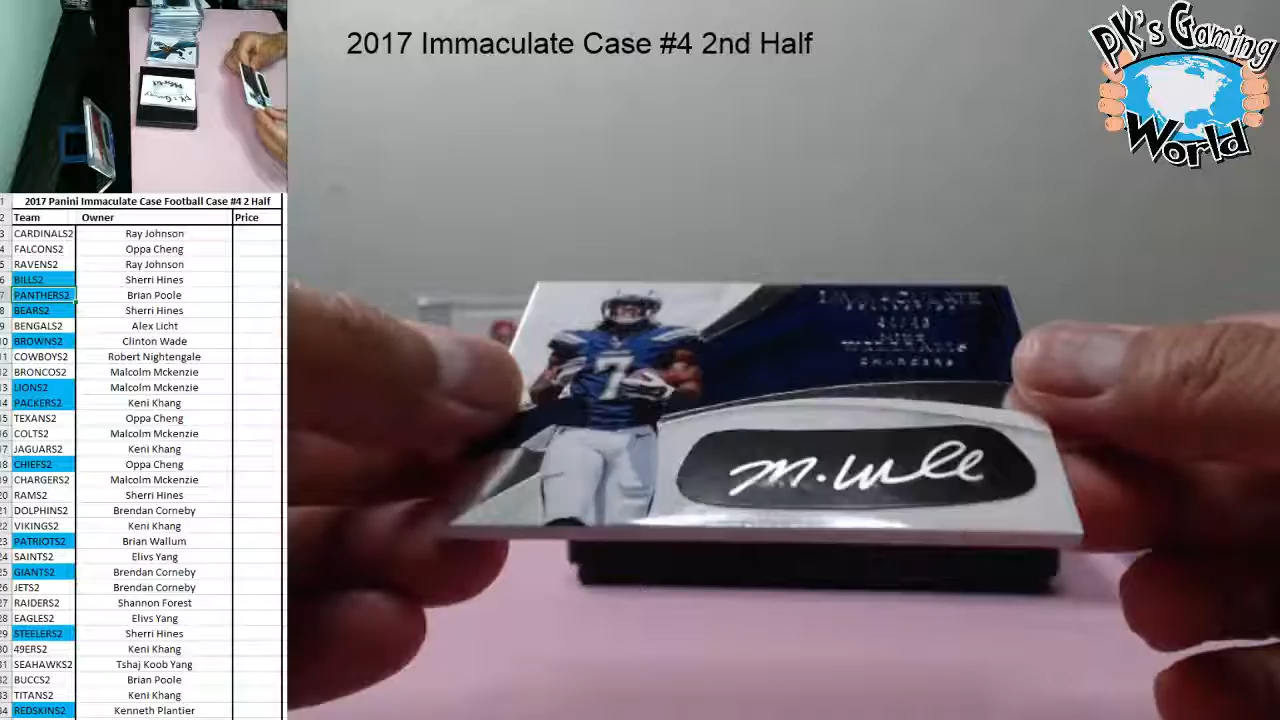 2017 Immaculate Case #4 2nd Half
PK's Gaming
World
2017 Panini Immaculate Case Football Case #4 2 Half
Team Owner Price
CARDINALS2 Ray Johnson
FALCONS2 Oppa Cheng
RAVENS2 Ray Johnson
BILLS2 Sherri Hines
PANTHERS2 Brian Poole
BEARS2 Sherri Hines
BENGALS2 Alex Licht
BROWNS2 Clinton Wade
COWBOYS2 Robert Nightengale
BRONCOS2 Malcolm Mckenzie
LIONS2 Malcolm Mckenzie
PACKERS2 Keni Khang
TEXANS2 Oppa Cheng
COLTS2 Malcolm Mckenzie
JAGUARS2 Keni Khang
CHIEFS2 Oppa Cheng
CHARGERS2 Malcolm Mckenzie
RAMS2 Sherri Hines
DOLPHINS2 Brendan Corneby
VIKINGS2 Keni Khang
PATRIOTS2 Brian Wallum
SAINTS2 Elivs Yang
GIANTS2 Brendan Corneby
JETS2 Brendan Corneby
RAIDERS2 Shannon Forest
EAGLES2 Elivs Yang
STEELERS2 Sherri Hines
49ERS2 Keni Khang
SEAHAWKS2 Tshaj Koob Yang
BUCCS2 Brian Poole
TITANS2 Keni Khang
REDSKINS2 Kenneth Plantier
7
CHARGERS
M. Will